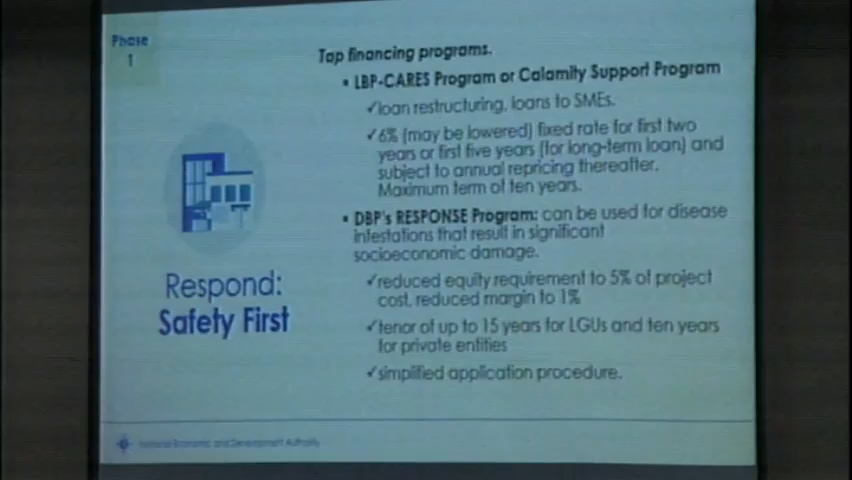 Phase
1
Tap financing programs.
▪ LBP-CARES Program or Calamity Support Program
✓loan restructuring, loans to SMEs.
✓6% (may be lowered) fixed rate for first two
years or first five years (for long-term loan) and
subject to annual repricing thereafter.
Maximum term of ten years.
▪ DBP's RESPONSE Program: can be used for disease
infestations that result in significant
socioeconomic damage.
✓reduced equity requirement to 5% of project
cost, reduced margin to 1%
✓tenor of up to 15 years for LGUs and ten years
for private entities
✓simplified application procedure.
Respond:
Safety First
National Economic and Development Authority